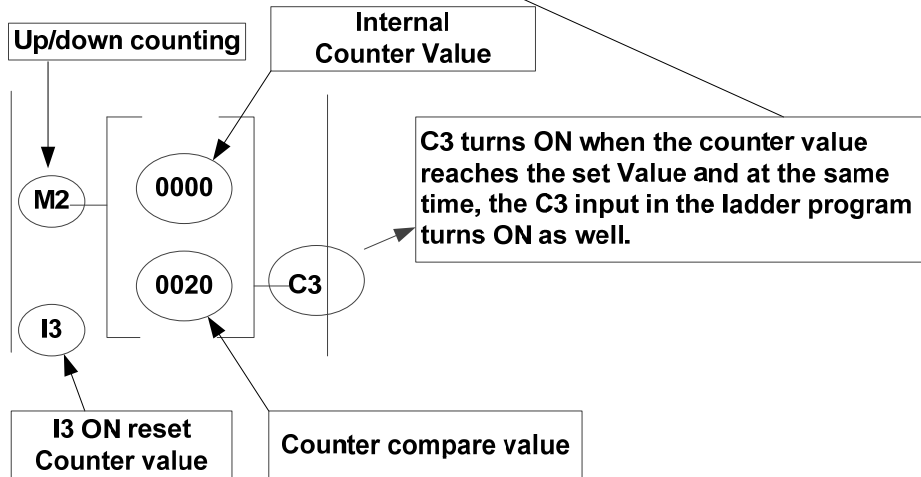 Internal
Counter Value
Up/down counting
C3 turns ON when the counter value
reaches the set Value and at the same
time, the C3 input in the ladder program
turns ON as well.
M2
0000
0020
C3
I3
I3 ON reset
Counter value
Counter compare value